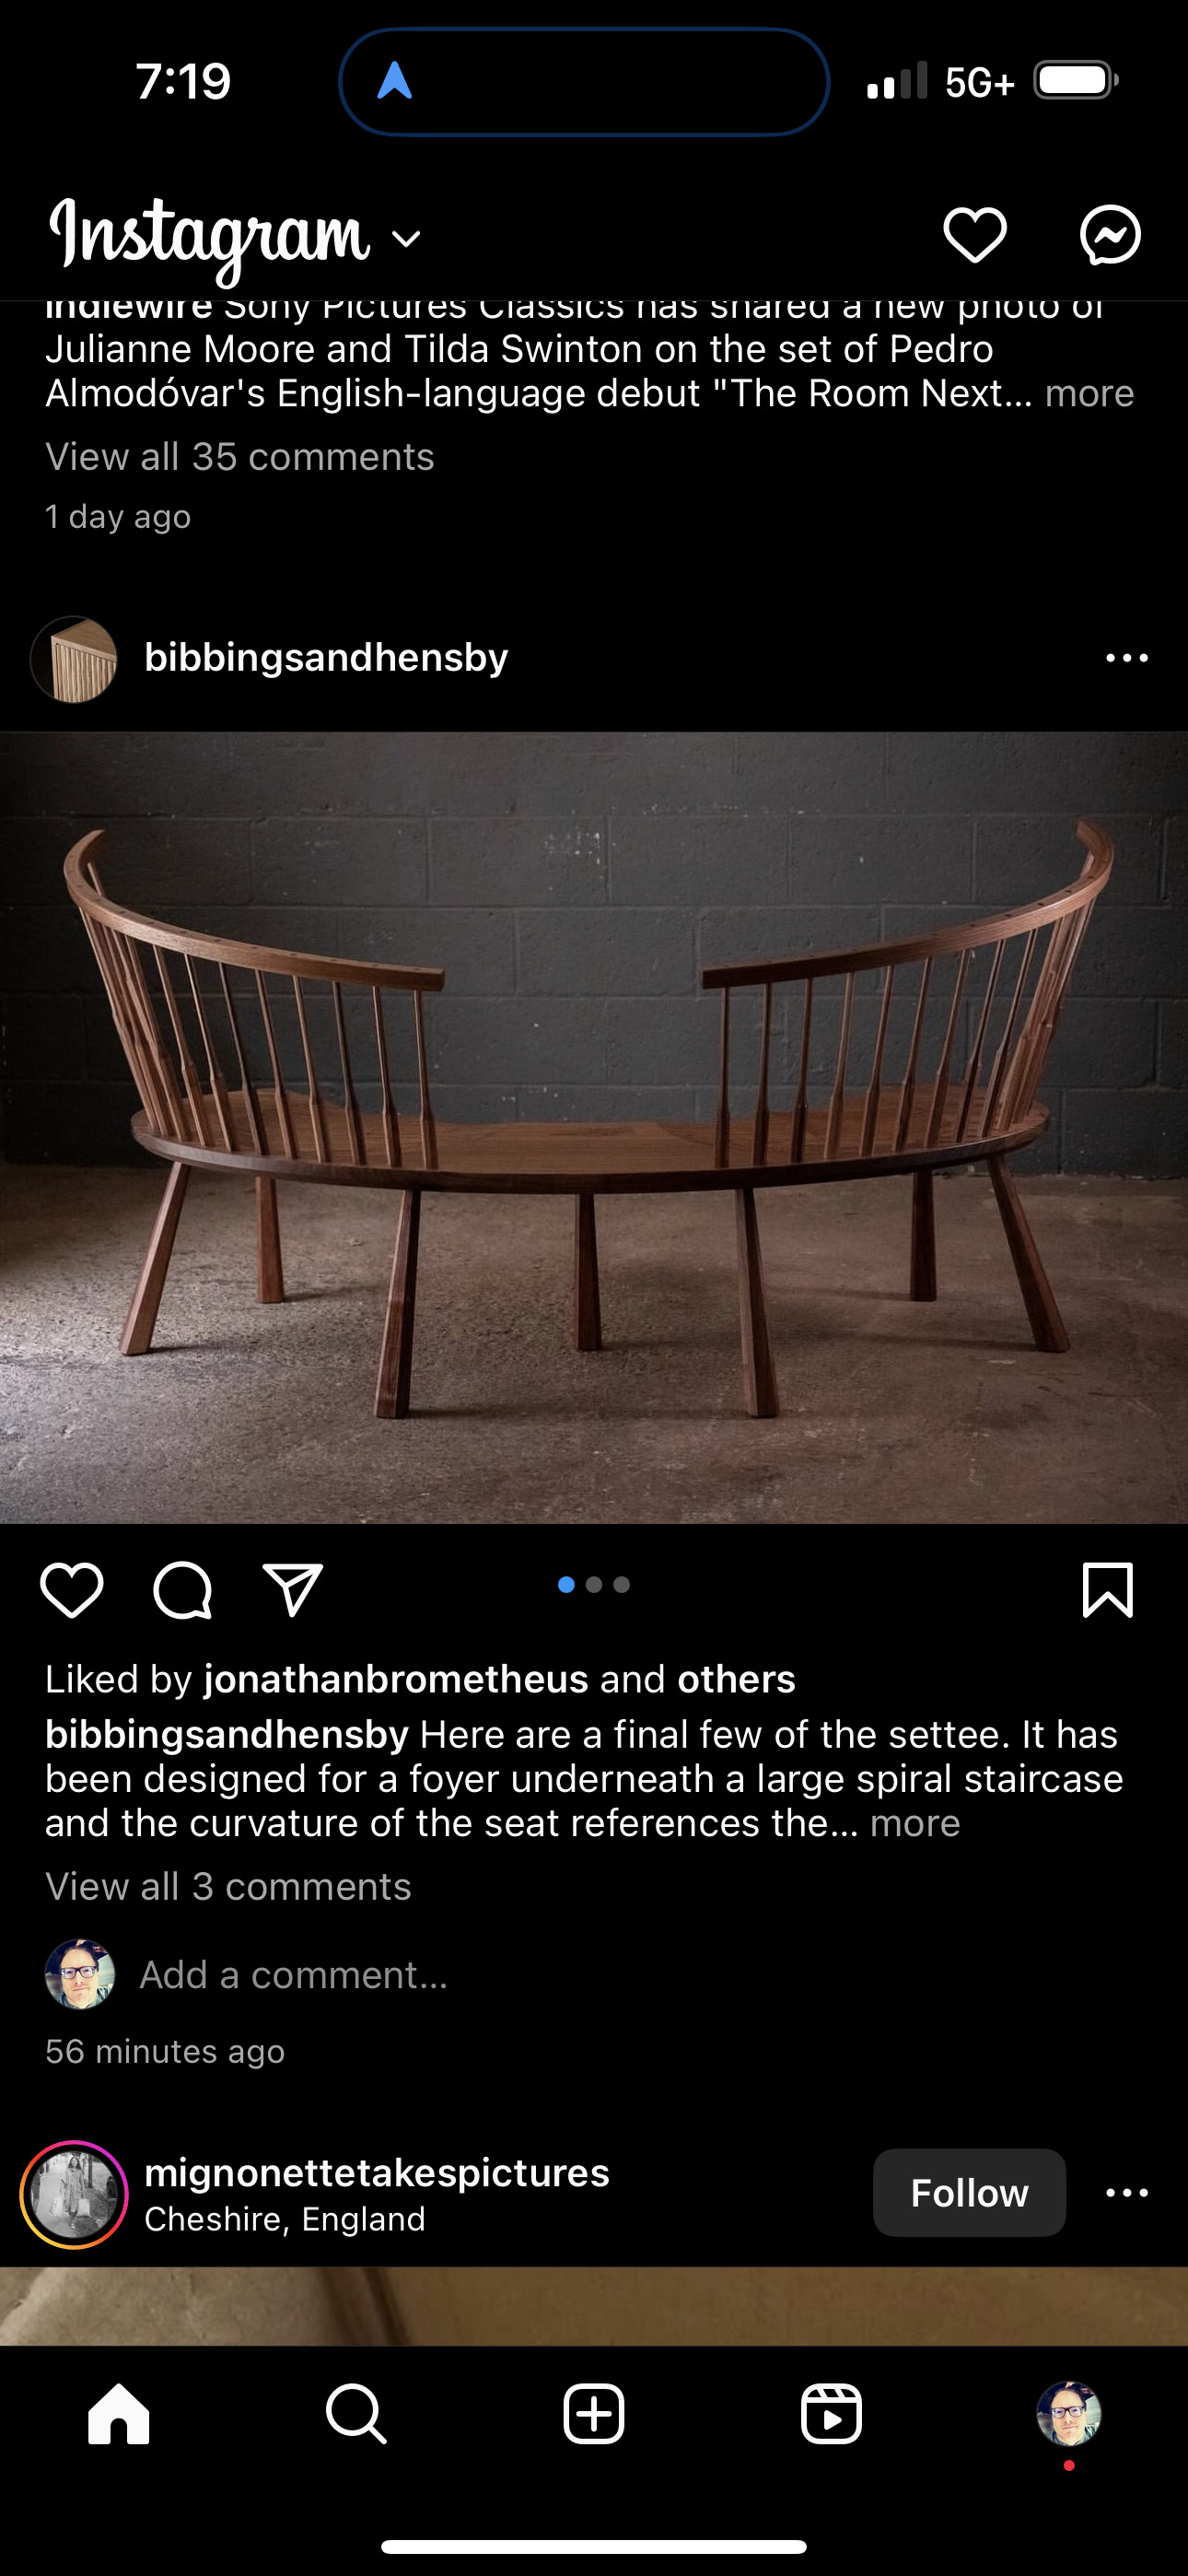 7:19
5G+
Instagram
indiewire Sony Pictures Classics has shared a new photo of
Julianne Moore and Tilda Swinton on the set of Pedro
Almodóvar's English-language debut "The Room Next... more
View all 35 comments
1 day ago
bibbingsandhensby
Liked by jonathanbrometheus and others
bibbingsandhensby Here are a final few of the settee. It has
been designed for a foyer underneath a large spiral staircase
and the curvature of the seat references the... more
View all 3 comments
Add a comment...
56 minutes ago
mignonettetakespictures
Follow
Cheshire, England